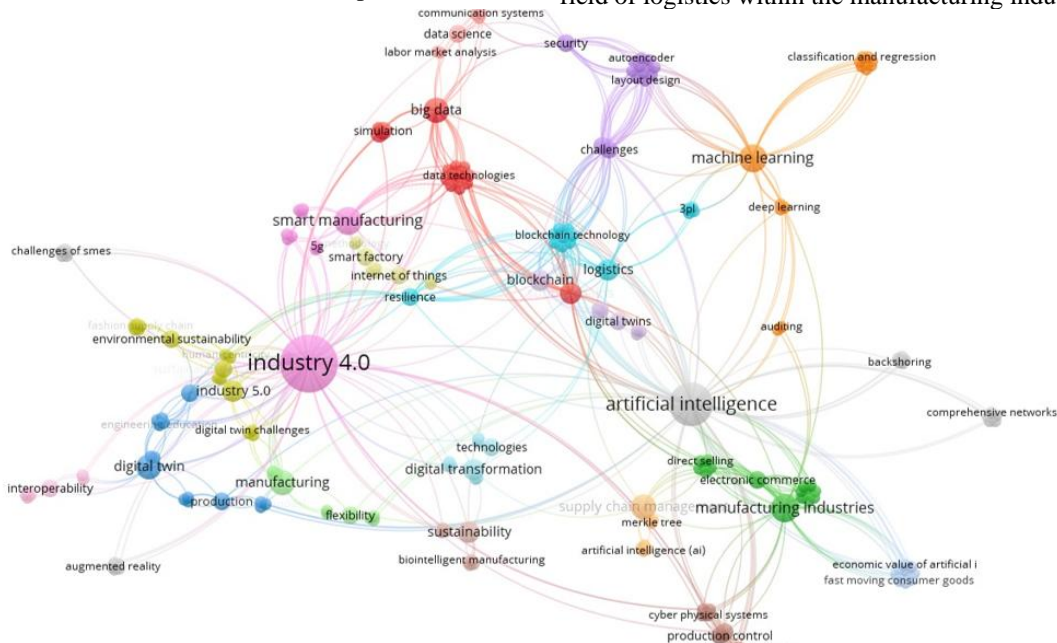 field of logistics within the manufacturing indu
communication systems
data science
labor market analysis
security
autoencoder
layout design
classification and regression
big data
simulation
challenges
machine learning
data technologies
smart manufacturing
3pl
deep learning
5g
smart factory
blockchain technology
challenges of smes
internet of things
blockchain
logistics
resilience
digital twins
fashion supply chain
environmental sustainability
auditing
industry 4.0
backshoring
industry 5.0
artificial intelligence
comprehensive networks
engineering education
digital twin challenges
technologies
digital twin
digital transformation
direct selling
electronic commerce
interoperability
manufacturing
production
flexibility
supply chain manage
manufacturing industries
merkle tree
sustainability
artificial intelligence (ai)
biointelligent manufacturing
augmented reality
economic value of artificial i
fast moving consumer goods
cyber physical systems
production control